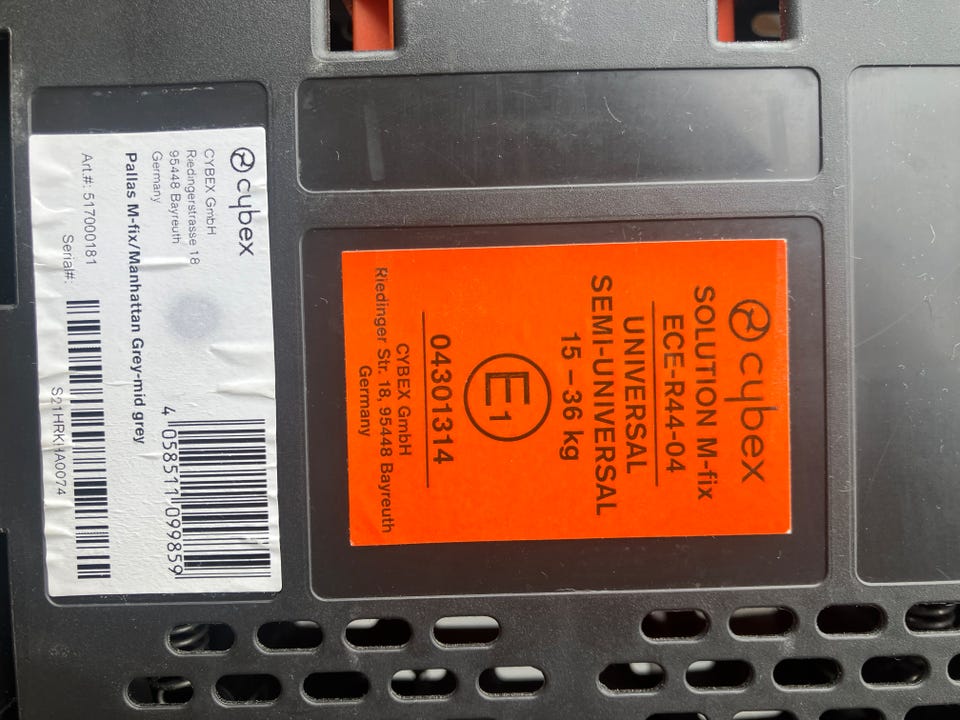 cybex
CYBEX GmbH
Riedingerstrasse 18
95448 Bayreuth
Germany
Pallas M-fix/Manhattan Grey-mid grey
4 058511 099859
Art.#: 517000181
Serial#:
S21HRKHA0074
cybex
SOLUTION M-fix
ECE-R44-04
UNIVERSAL
SEMI-UNIVERSAL
15 – 36 kg
E1
04301314
CYBEX GmbH
Riedinger Str. 18, 95448 Bayreuth
Germany